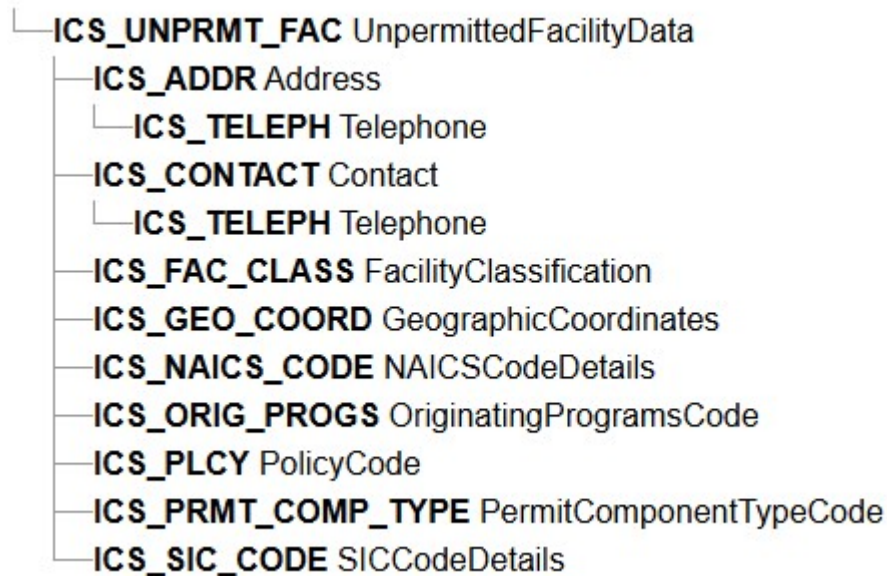 ICS_UNPRMT_FAC UnpermittedFacilityData
ICS_ADDR Address
ICS_TELEPH Telephone
ICS_CONTACT Contact
ICS_TELEPH Telephone
ICS_FAC_CLASS FacilityClassification
ICS_GEO_COORD GeographicCoordinates
ICS_NAICS_CODE NAICSCodeDetails
ICS_ORIG_PROGS OriginatingProgramsCode
ICS_PLCY PolicyCode
ICS_PRMT_COMP_TYPE PermitComponentTypeCode
ICS_SIC_CODE SICCodeDetails